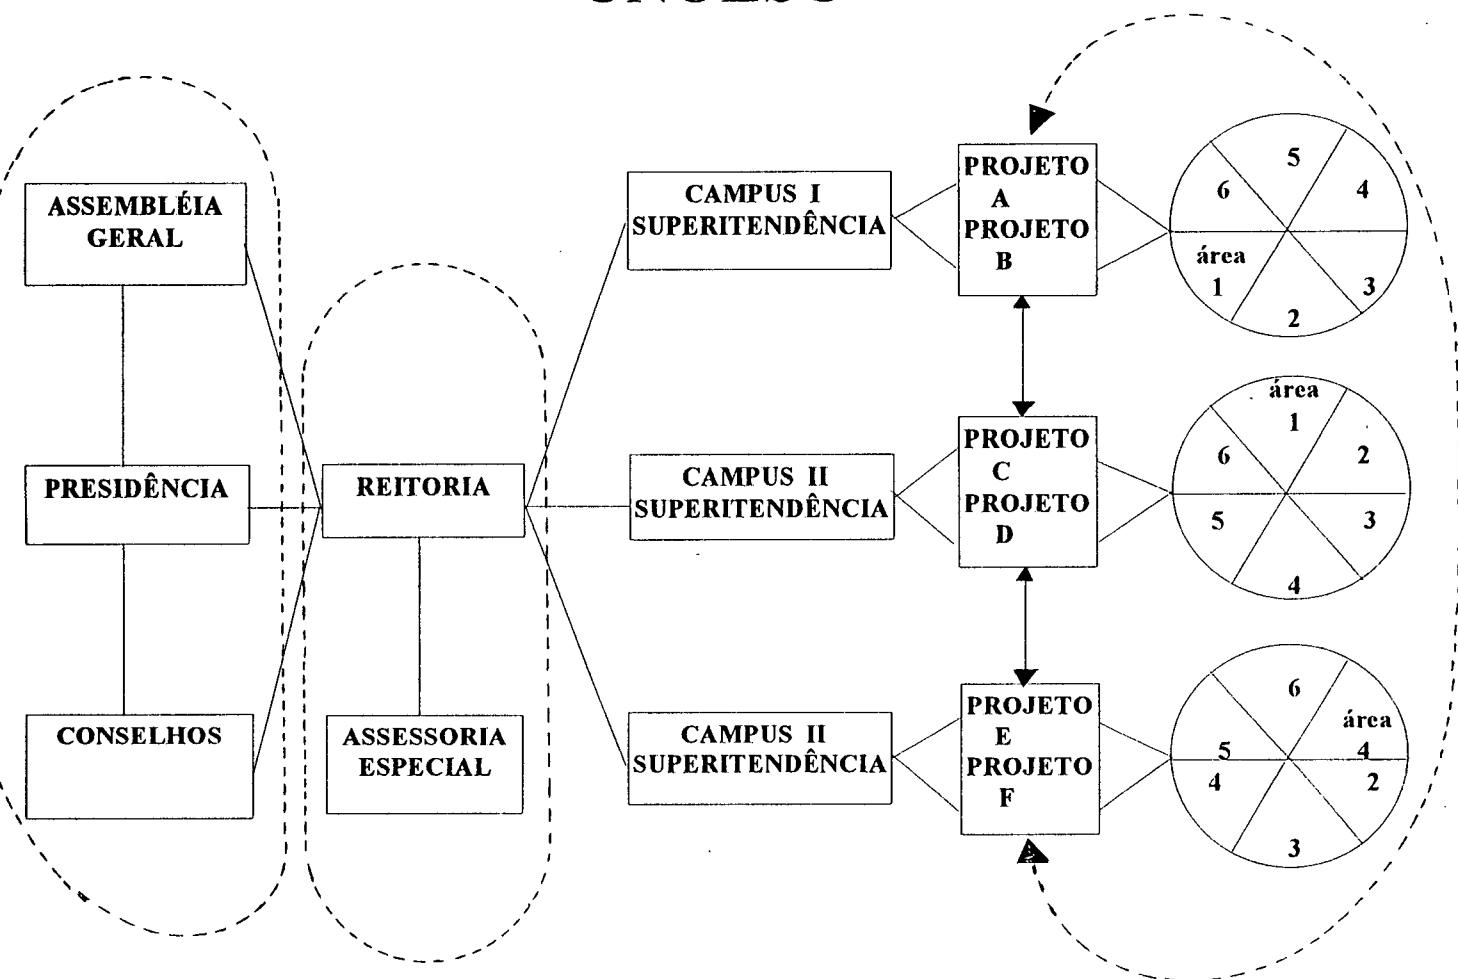 ASSEMBLÉIA
GERAL
PRESIDÊNCIA
CONSELHOS
REITORIA
ASSESSORIA
ESPECIAL
CAMPUS I
SUPERITENDÊNCIA
CAMPUS II
SUPERITENDÊNCIA
CAMPUS II
SUPERITENDÊNCIA
PROJETO
A
PROJETO
B
PROJETO
C
PROJETO
D
PROJETO
E
PROJETO
F
5
6
4
área
1
3
2
área
1
6
2
5
3
4
6
área
5
4
4
2
3